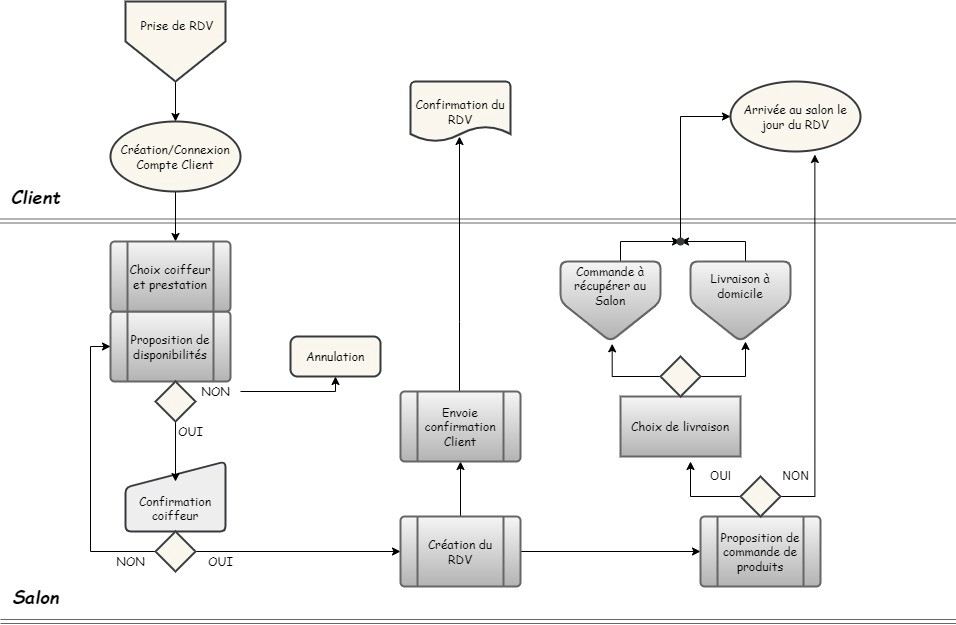 Prise de RDV
Création/Connexion
Compte Client
Confirmation du
RDV
Arrivée au salon le
jour du RDV
Client
Choix coiffeur
et prestation
Proposition de
disponibilités
NON
Annulation
OUI
Confirmation
coiffeur
NON
OUI
Envoie
confirmation
Client
Création du
RDV
Commande à
récupérer au
Salon
Livraison à
domicile
Choix de livraison
OUI
NON
Proposition de
commande de
produits
Salon